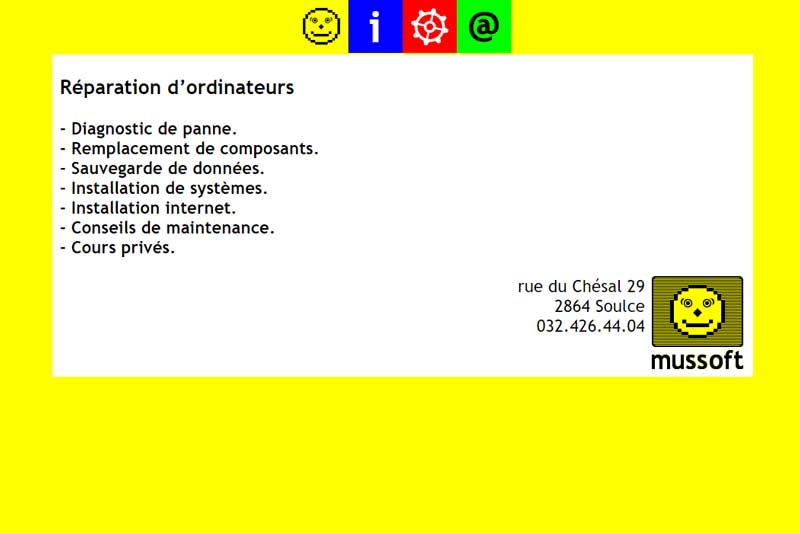 i @
Réparation d’ordinateurs
- Diagnostic de panne.
- Remplacement de composants.
- Sauvegarde de données.
- Installation de systèmes.
- Installation internet.
- Conseils de maintenance.
- Cours privés.
rue du Chésal 29
2864 Soulce
032.426.44.04
mussoft